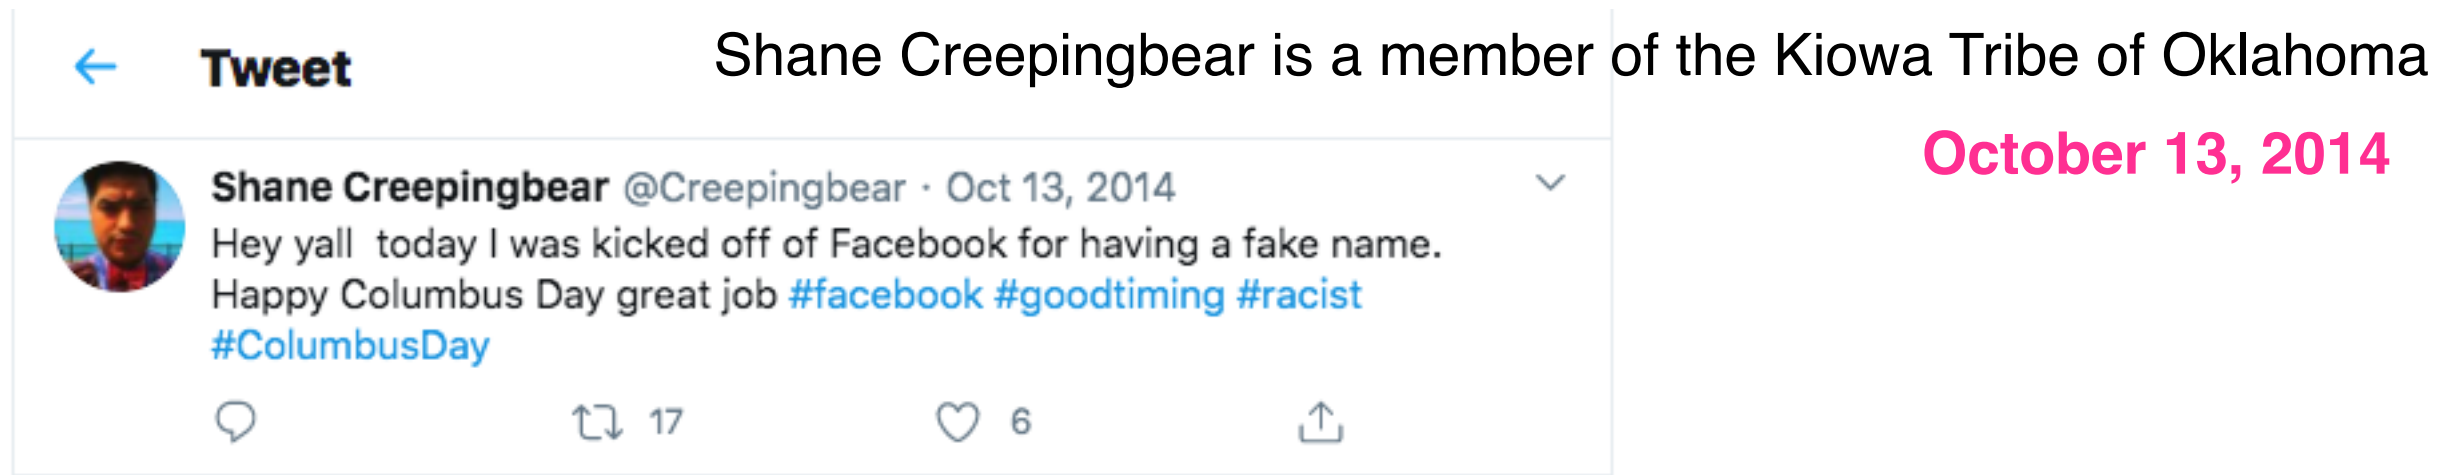 Tweet
Shane Creepingbear is a member of the Kiowa Tribe of Oklahoma
October 13, 2014
Shane Creepingbear @Creepingbear · Oct 13, 2014
Hey yall  today I was kicked off of Facebook for having a fake name.
Happy Columbus Day great job #facebook #goodtiming #racist
#ColumbusDay
17
6